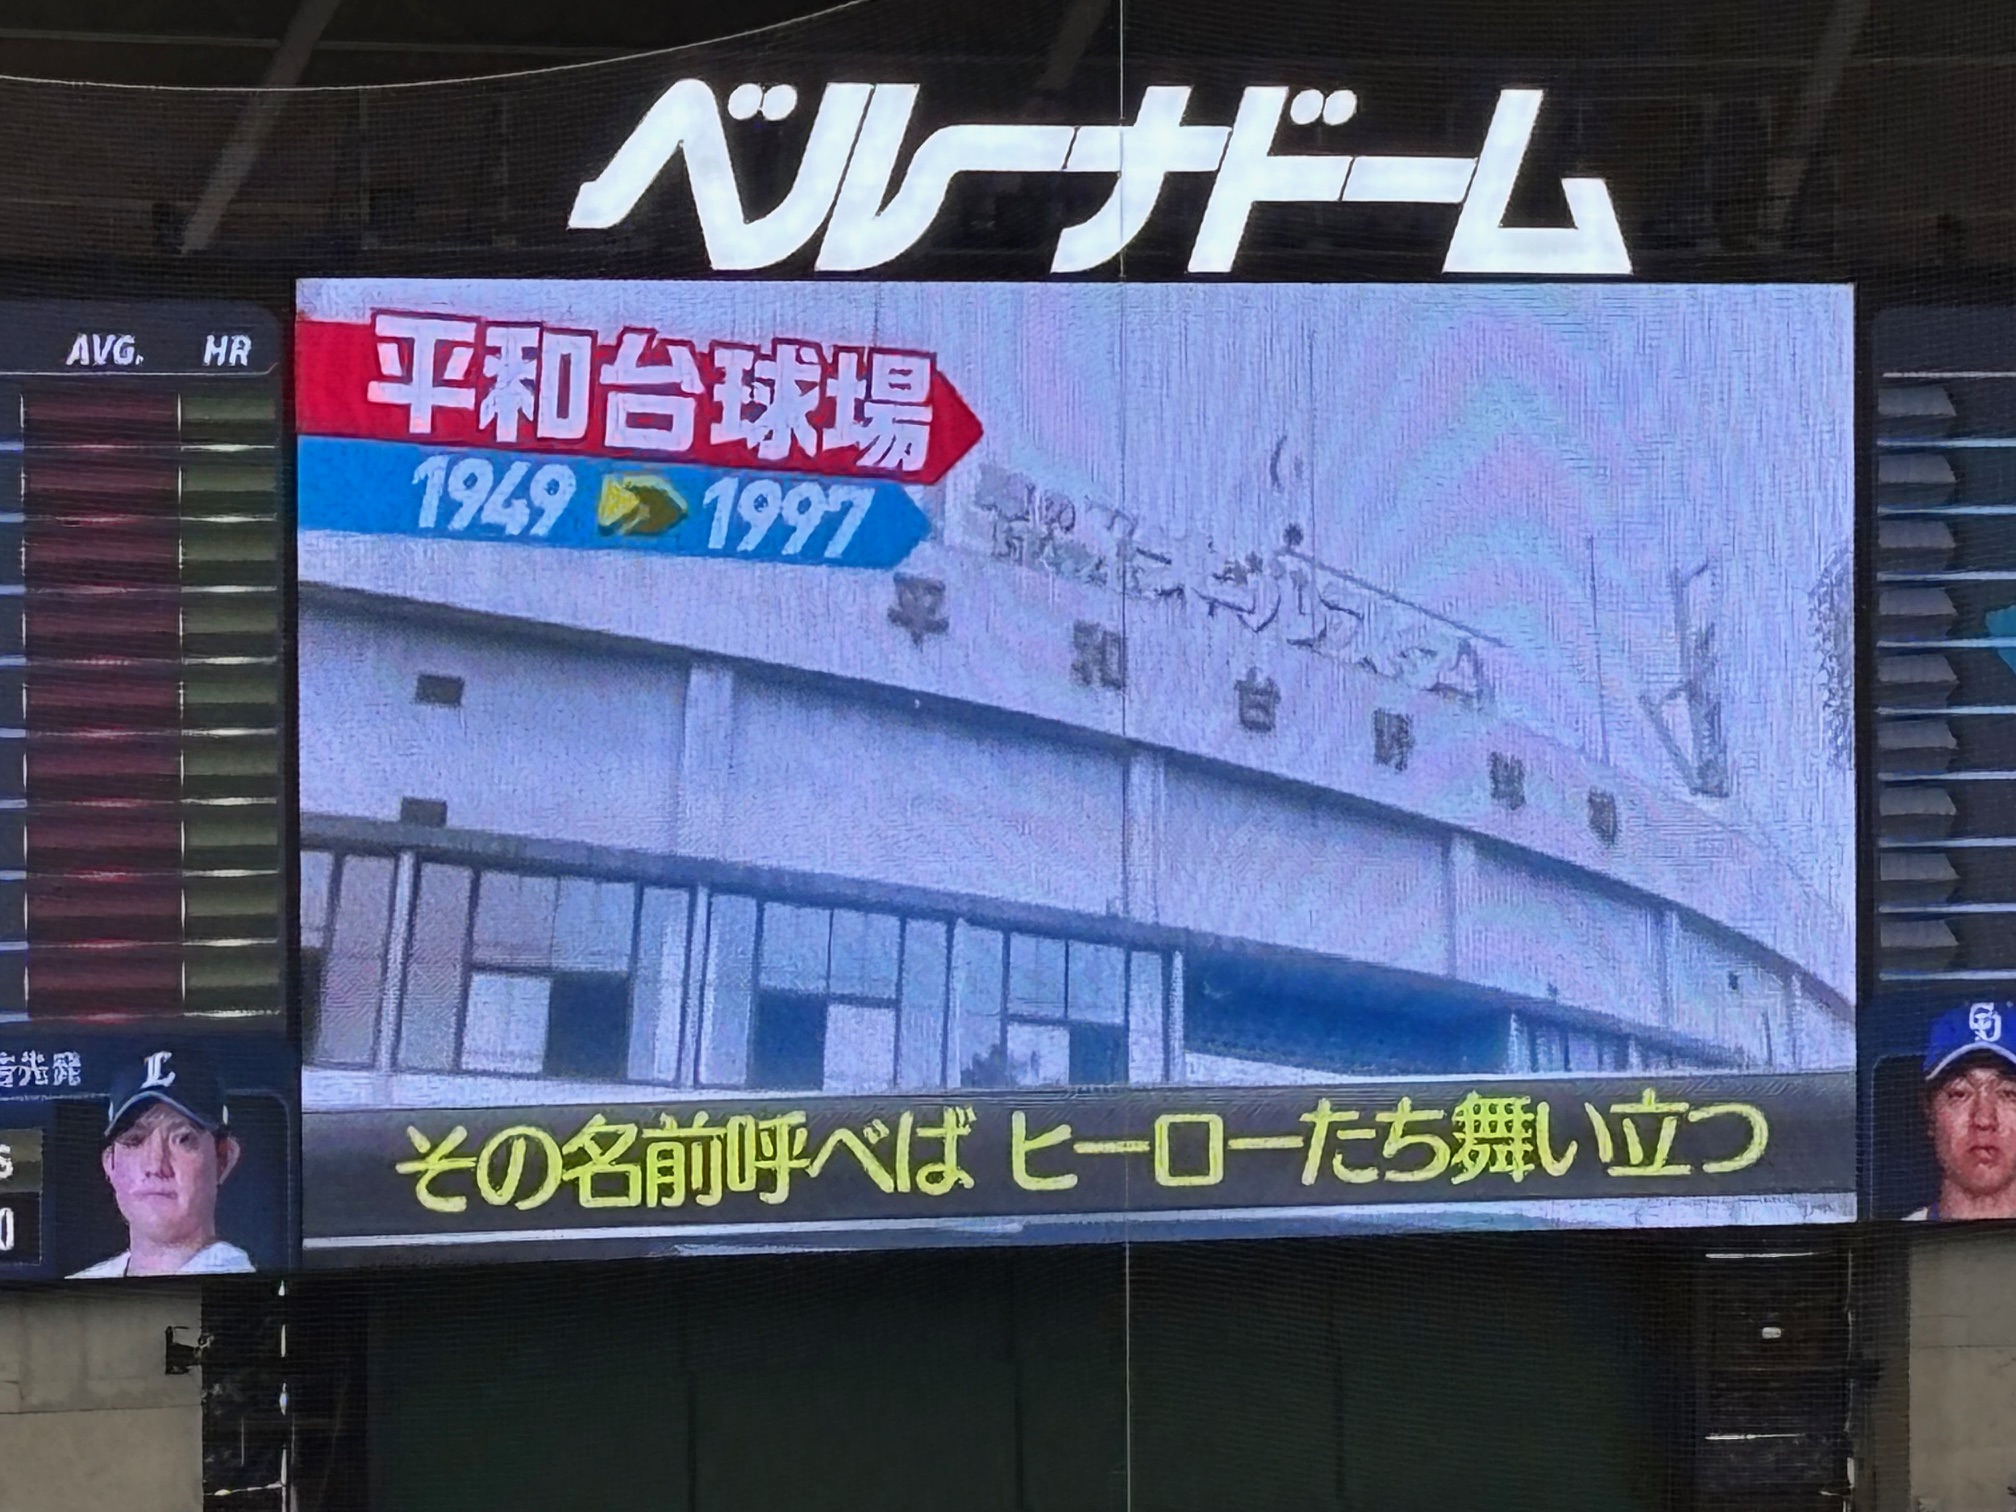 ベルーナドーム
AVG. HR
平和台球場
1949 1997
平和台野球場
L
その名前呼べば ヒーローたち舞い立つ